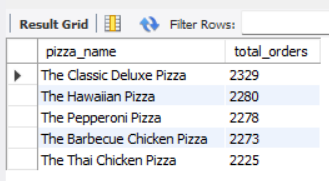 Result Grid Filter Rows:
pizza_name total_orders
The Classic Deluxe Pizza 2329
The Hawaiian Pizza 2280
The Pepperoni Pizza 2278
The Barbecue Chicken Pizza 2273
The Thai Chicken Pizza 2225